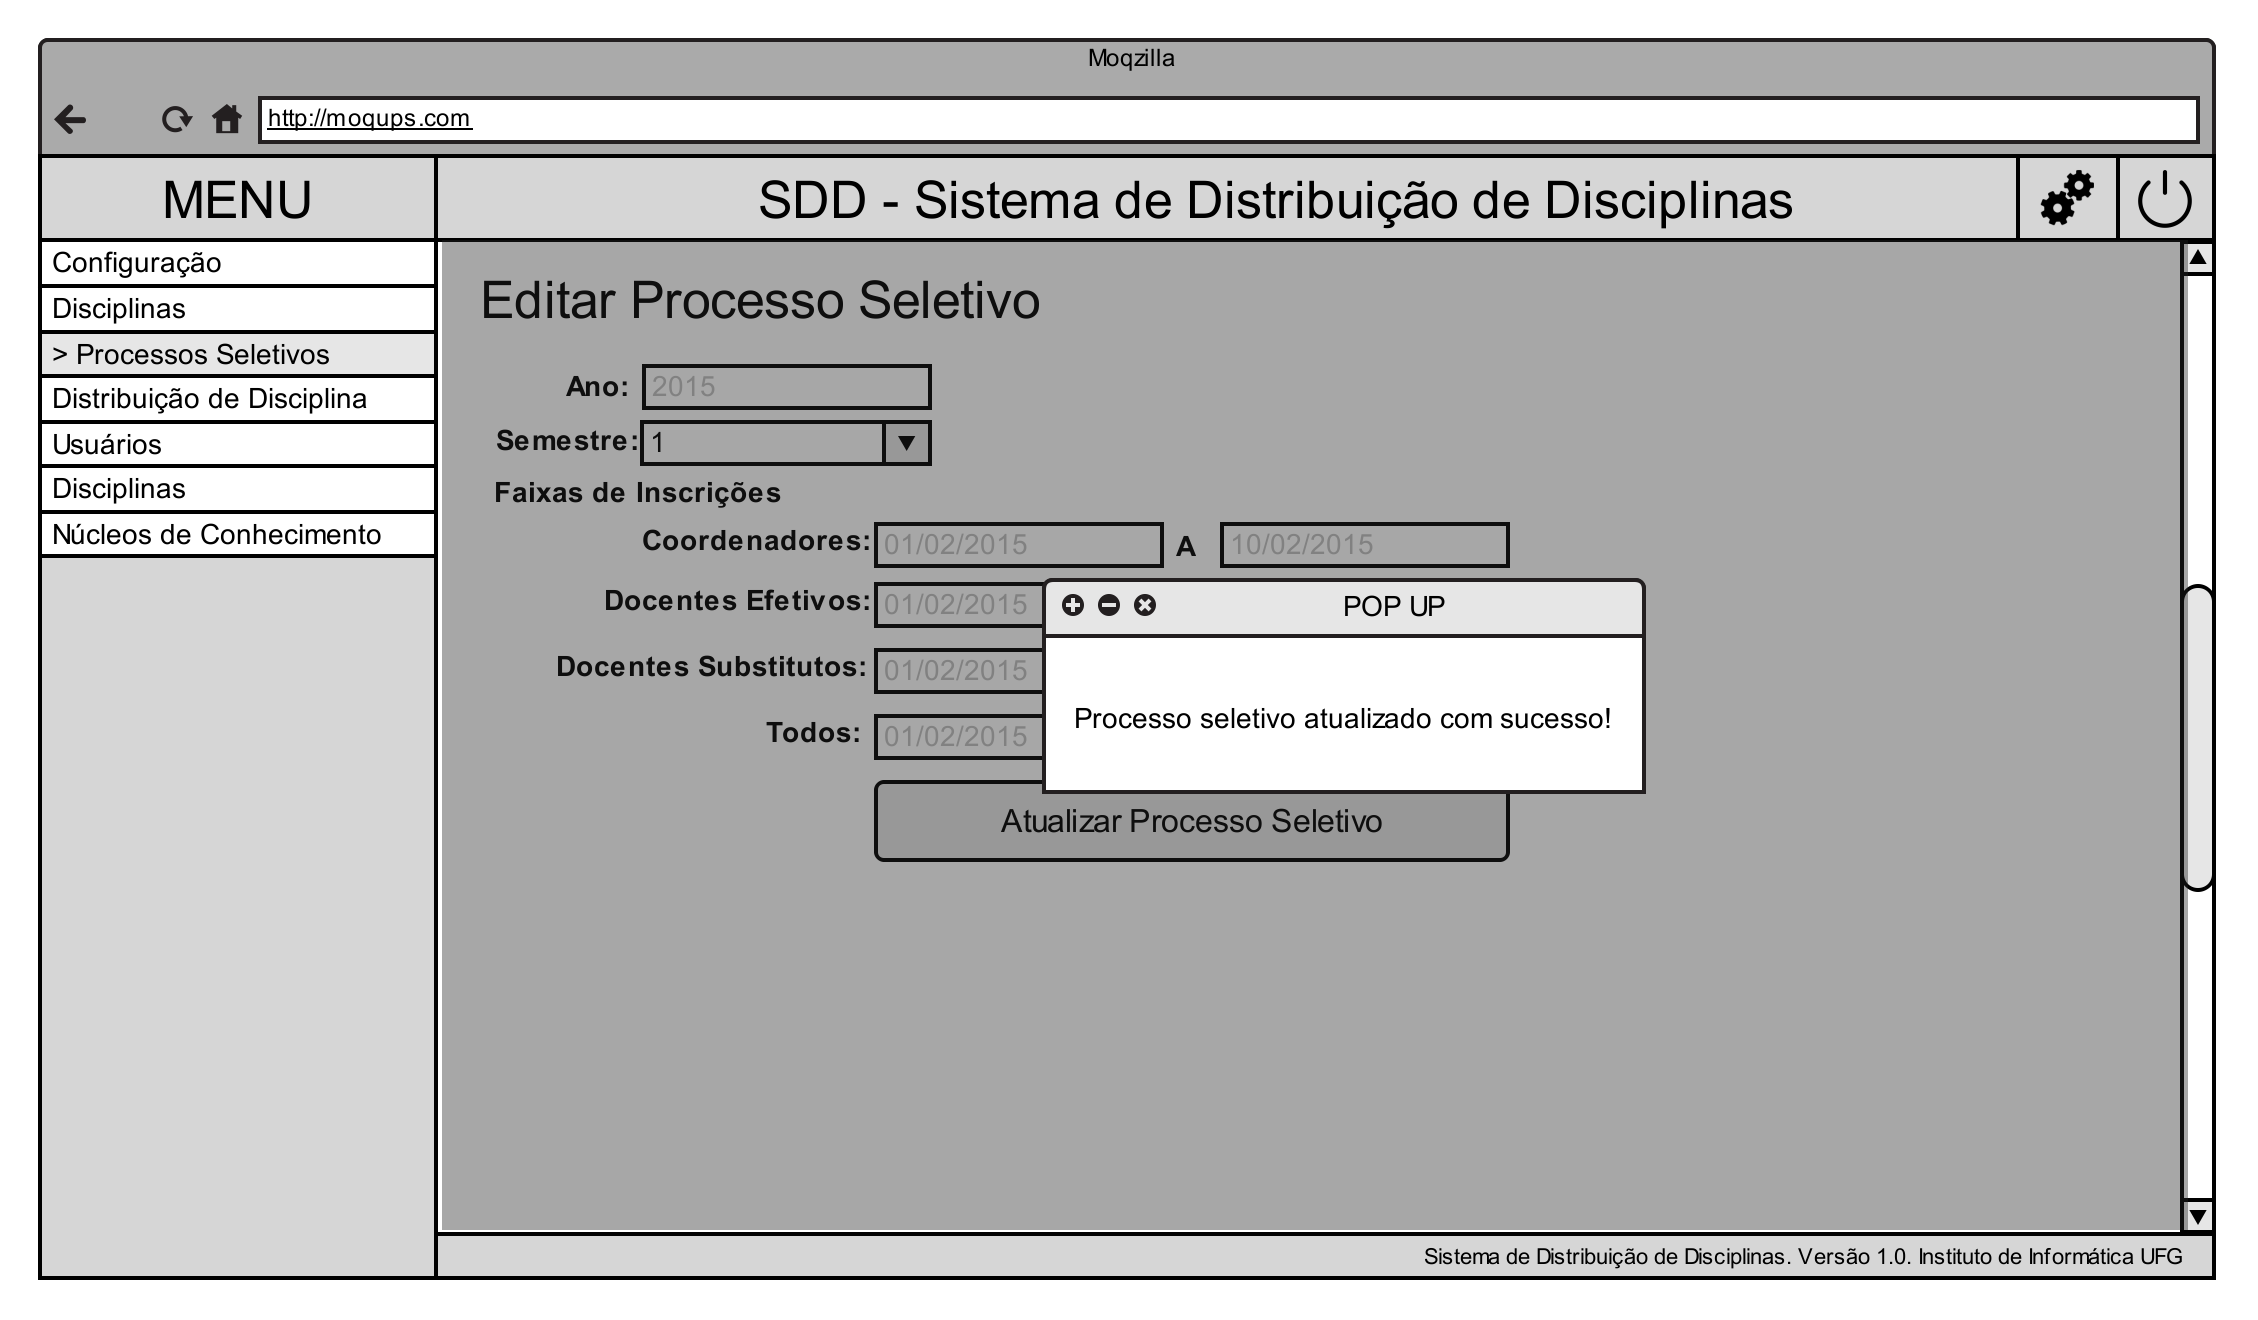 Moqzilla
http://moqups.com
MENU
SDD - Sistema de Distribuição de Disciplinas
Configuração
Disciplinas
> Processos Seletivos
Distribuição de Disciplina
Usuários
Disciplinas
Núcleos de Conhecimento
Editar Processo Seletivo
Ano: 2015
Semestre: 1
Faixas de Inscrições
Coordenadores: 01/02/2015 A 10/02/2015
Docentes Efetivos: 01/02/2015
Docentes Substitutos: 01/02/2015
Todos: 01/02/2015
POP UP
Processo seletivo atualizado com sucesso!
Atualizar Processo Seletivo
Sistema de Distribuição de Disciplinas. Versão 1.0. Instituto de Informática UFG